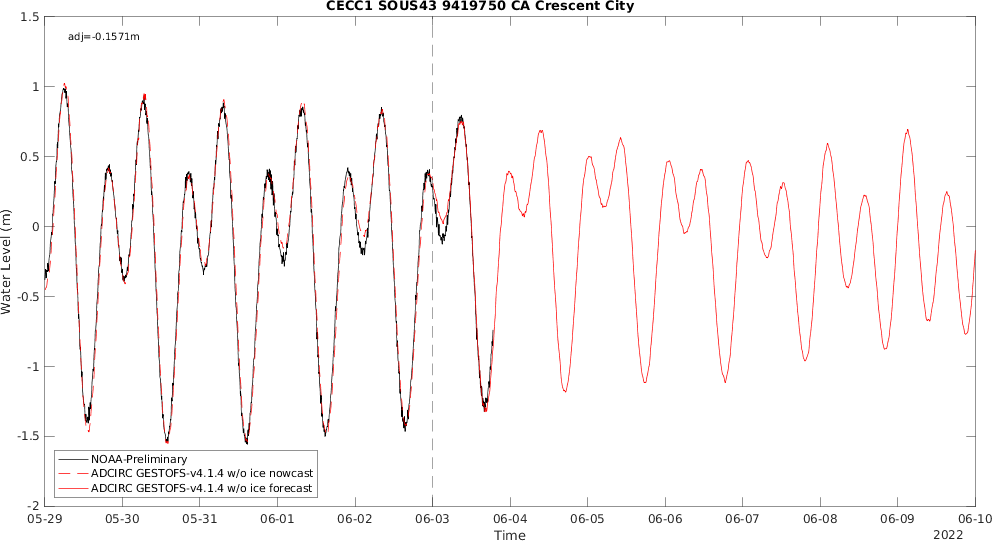 CECC1 SOUS43 9419750 CA Crescent City
adj=-0.1571m
1.5
1
0.5
0
-0.5
-1
-1.5
-2
Water Level (m)
NOAA-Preliminary
ADCIRC GESTOFS-v4.1.4 w/o ice nowcast
ADCIRC GESTOFS-v4.1.4 w/o ice forecast
05-29 05-30 05-31 06-01 06-02 06-03 06-04 06-05 06-06 06-07 06-08 06-09 06-10
Time
2022